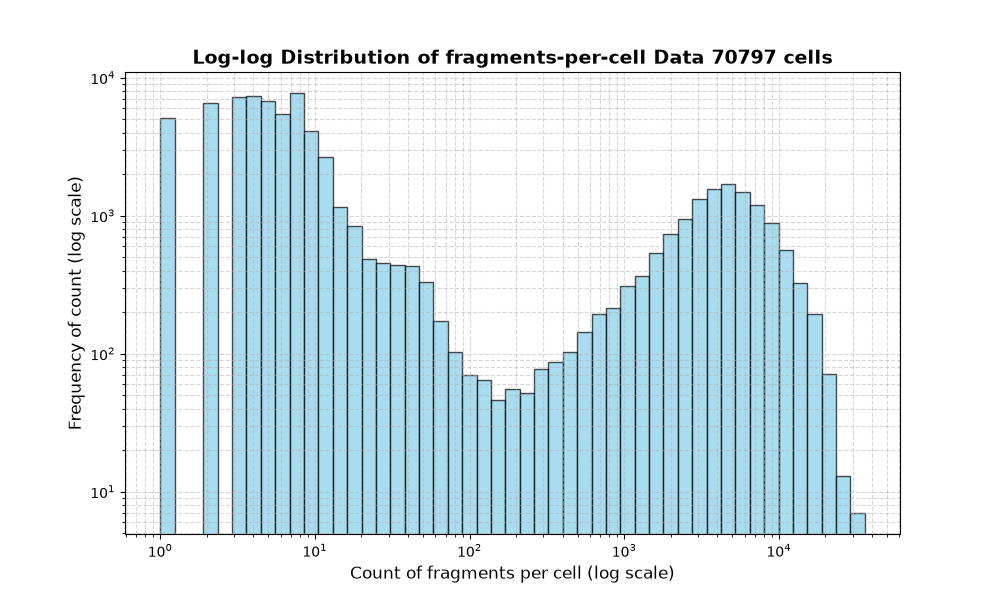 Log-log Distribution of fragments-per-cell Data 70797 cells
Frequency of count (log scale)
10⁴
10³
10²
10¹
10⁰ 10¹ 10² 10³ 10⁴
Count of fragments per cell (log scale)